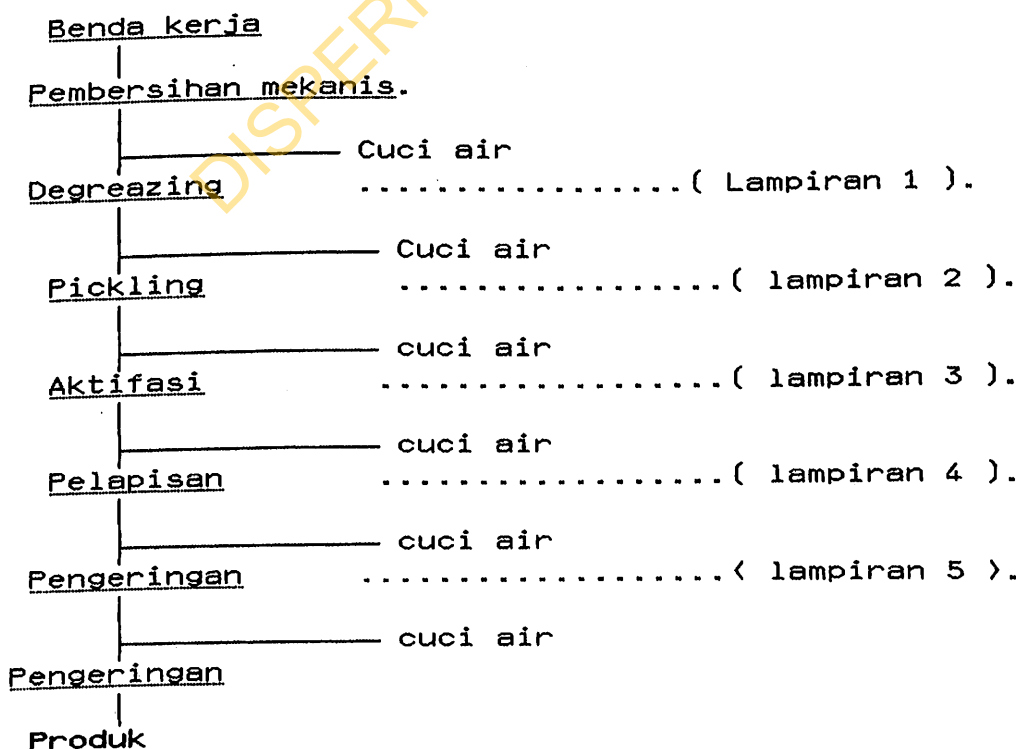 Benda kerja
Pembersihan mekanis.
Cuci air
Degreazing ................( Lampiran 1 ).
Cuci air
Pickling .................( lampiran 2 ).
cuci air
Aktifasi ..................( lampiran 3 ).
cuci air
Pelapisan ..................( lampiran 4 ).
cuci air
Pengeringan ...................< lampiran 5 >.
cuci air
Pengeringan
Produk